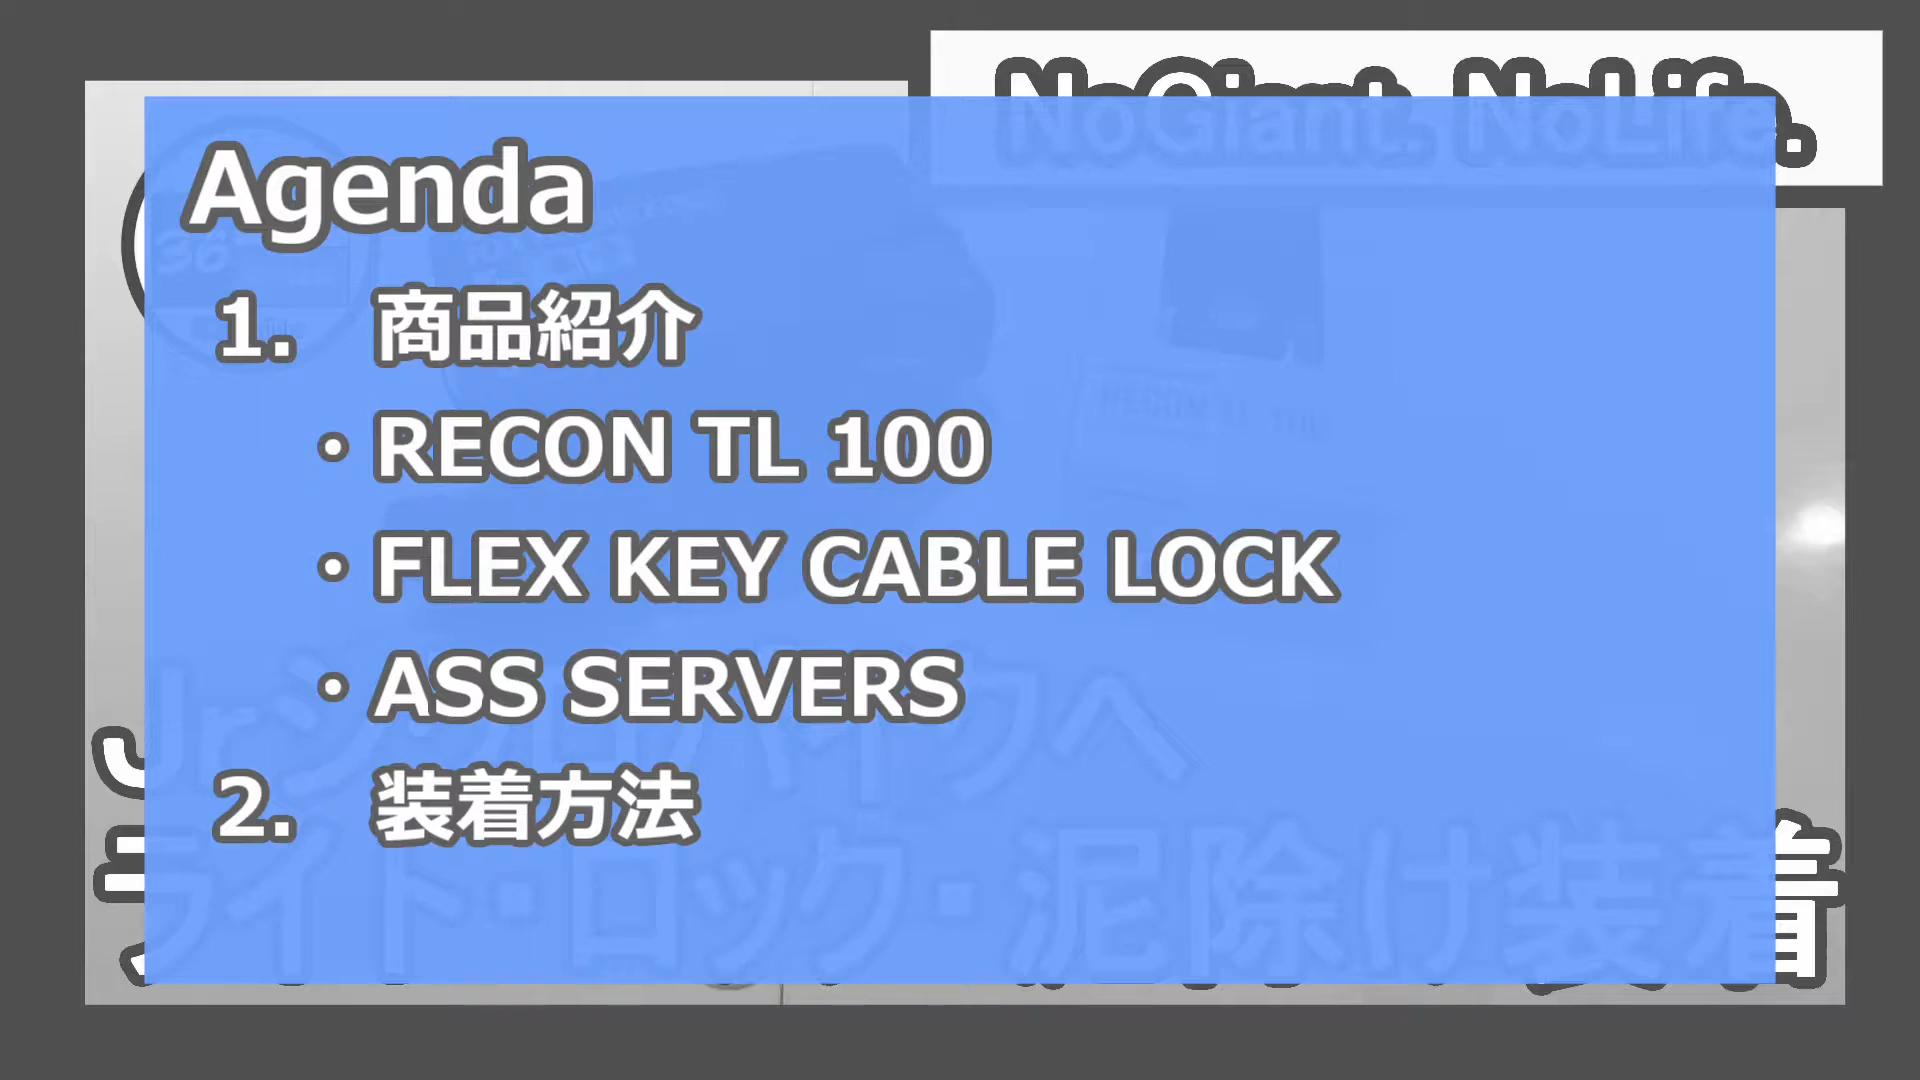 NoGiant. NoLife.
Agenda
1. 商品紹介
・RECON TL 100
・FLEX KEY CABLE LOCK
・ASS SERVERS
2. 装着方法
ライト・ロック・泥除け装着